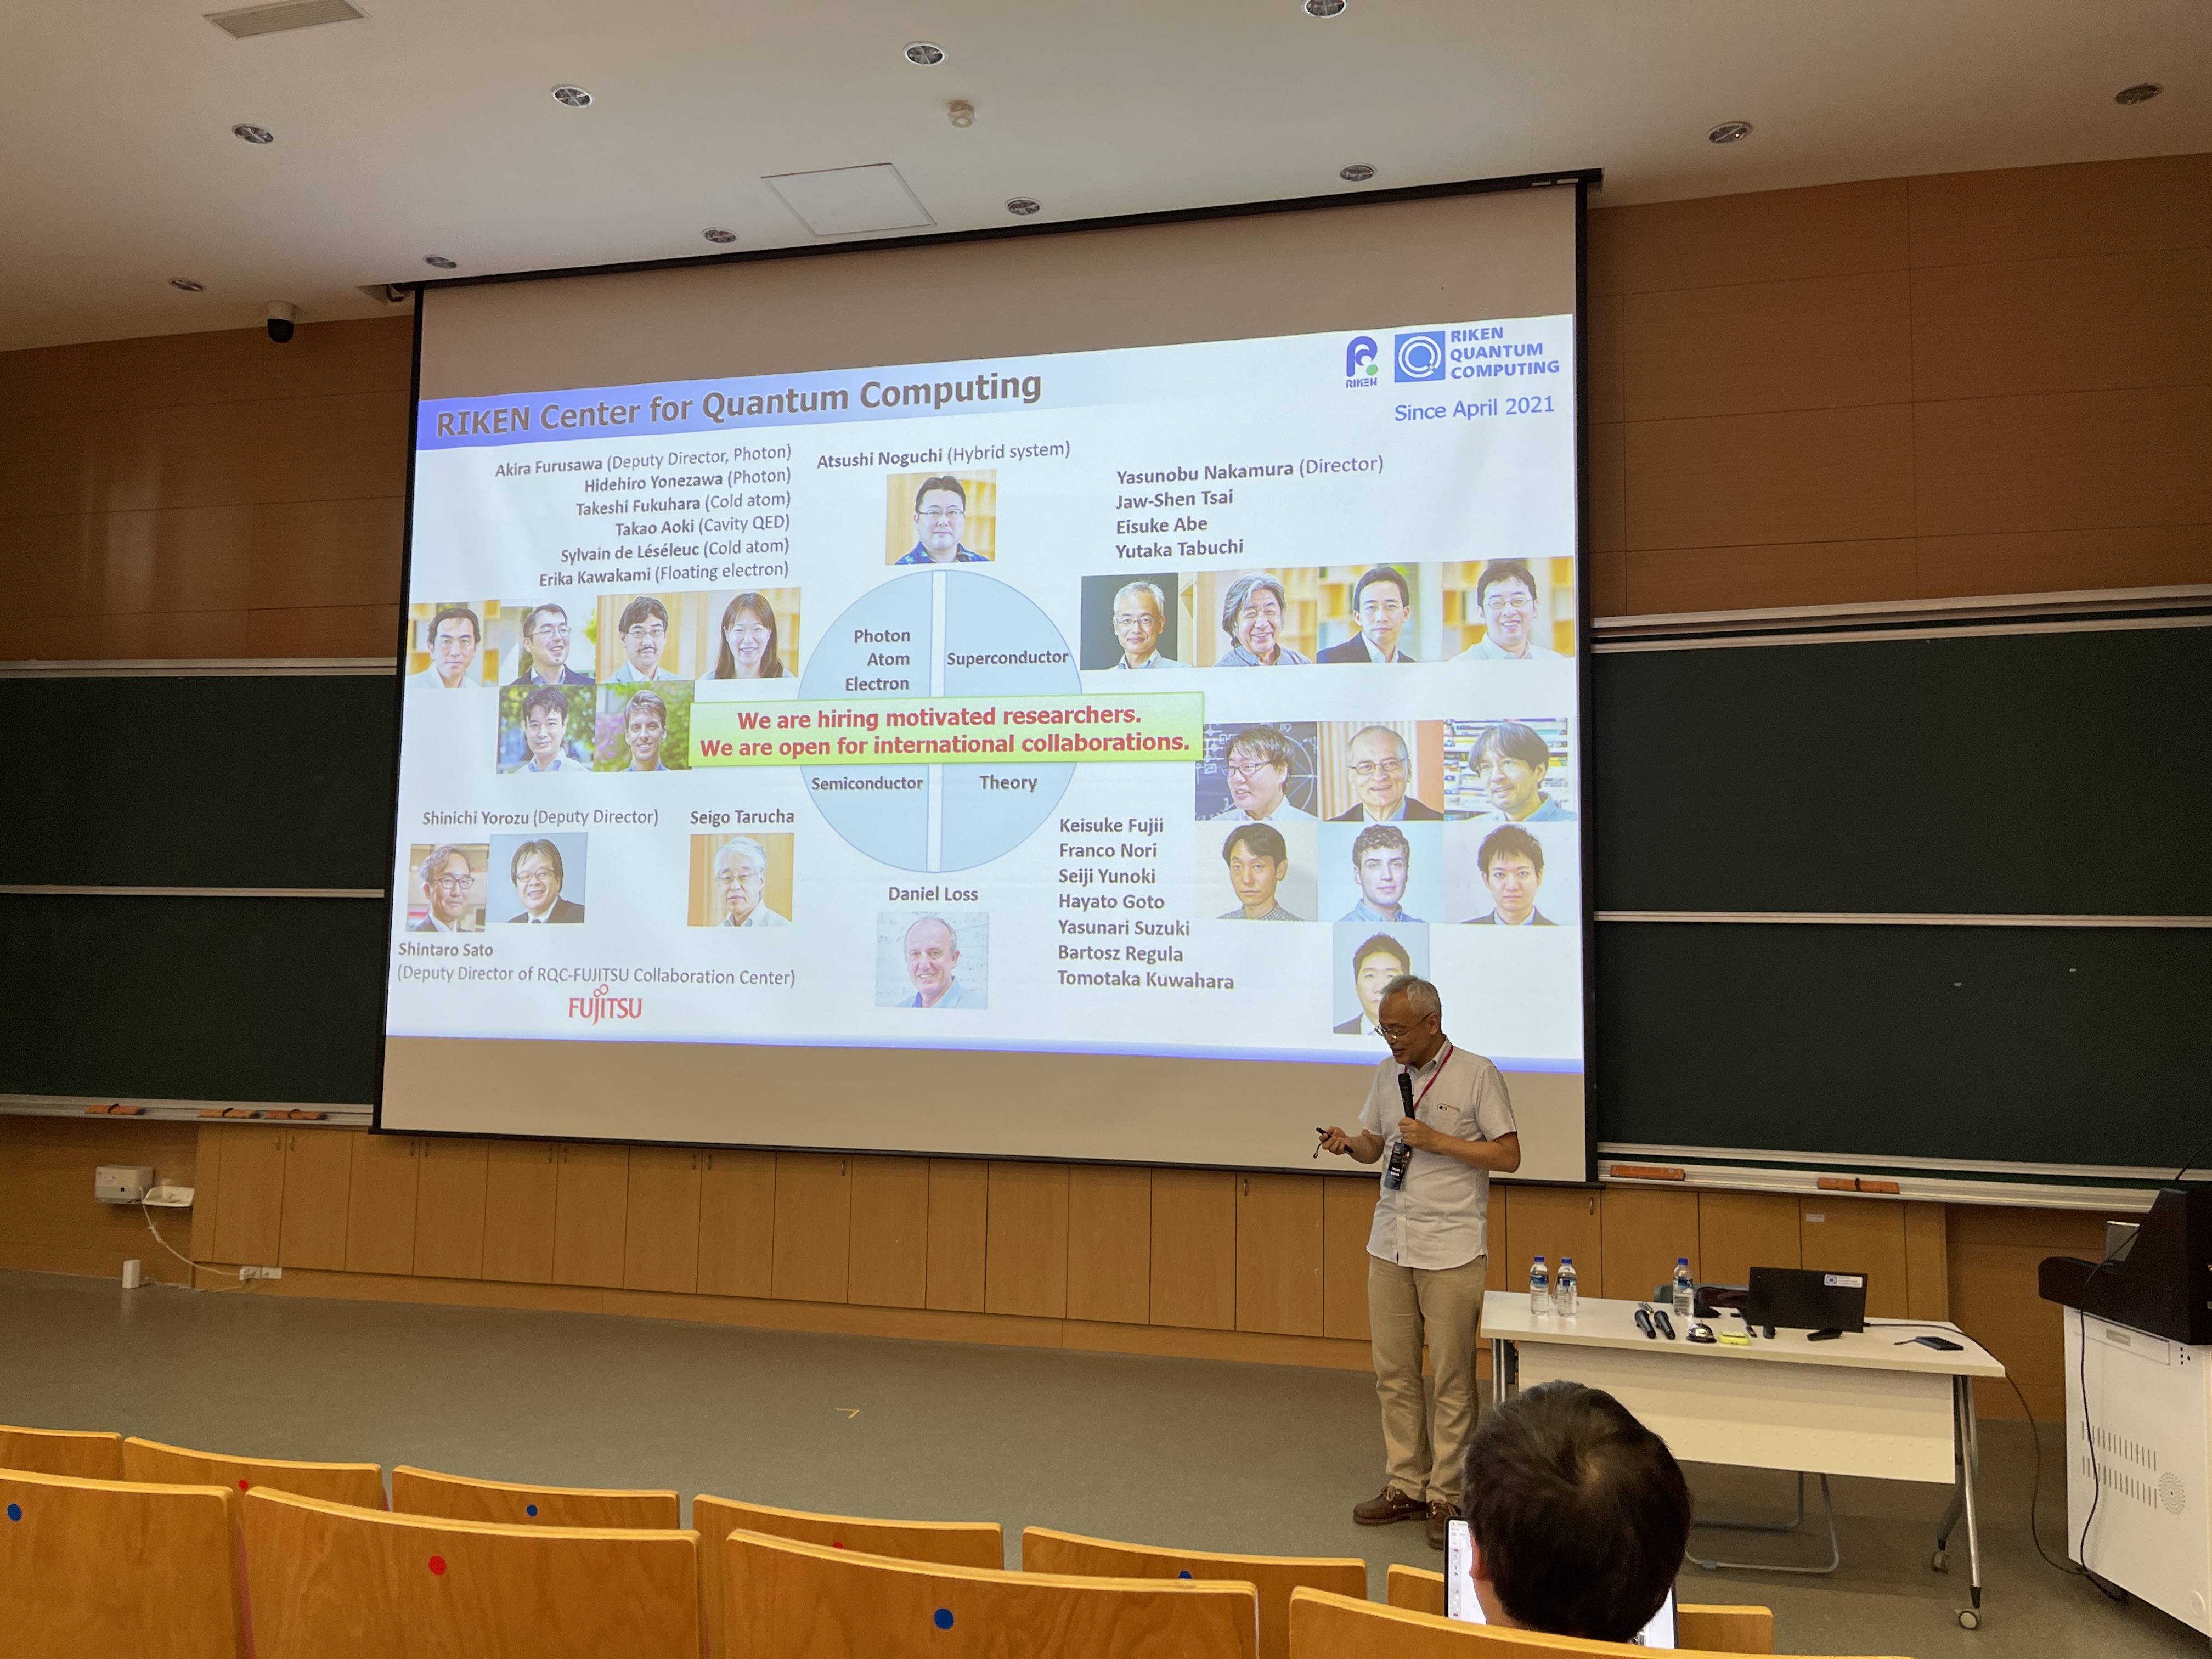 RIKEN Center for Quantum Computing
RIKEN
RIKEN
QUANTUM
COMPUTING
Since April 2021
Akira Furusawa (Deputy Director, Photon)
Hidehiro Yonezawa (Photon)
Takeshi Fukuhara (Cold atom)
Takao Aoki (Cavity QED)
Sylvain de Léséleuc (Cold atom)
Erika Kawakami (Floating electron)
Atsushi Noguchi (Hybrid system)
Yasunobu Nakamura (Director)
Jaw-Shen Tsai
Eisuke Abe
Yutaka Tabuchi
Photon
Atom
Electron
Superconductor
We are hiring motivated researchers.
We are open for international collaborations.
Semiconductor
Theory
Shinichi Yorozu (Deputy Director)
Seigo Tarucha
Shintaro Sato
(Deputy Director of RQC-FUJITSU Collaboration Center)
FUJITSU
Daniel Loss
Keisuke Fujii
Franco Nori
Seiji Yunoki
Hayato Goto
Yasunari Suzuki
Bartosz Regula
Tomotaka Kuwahara